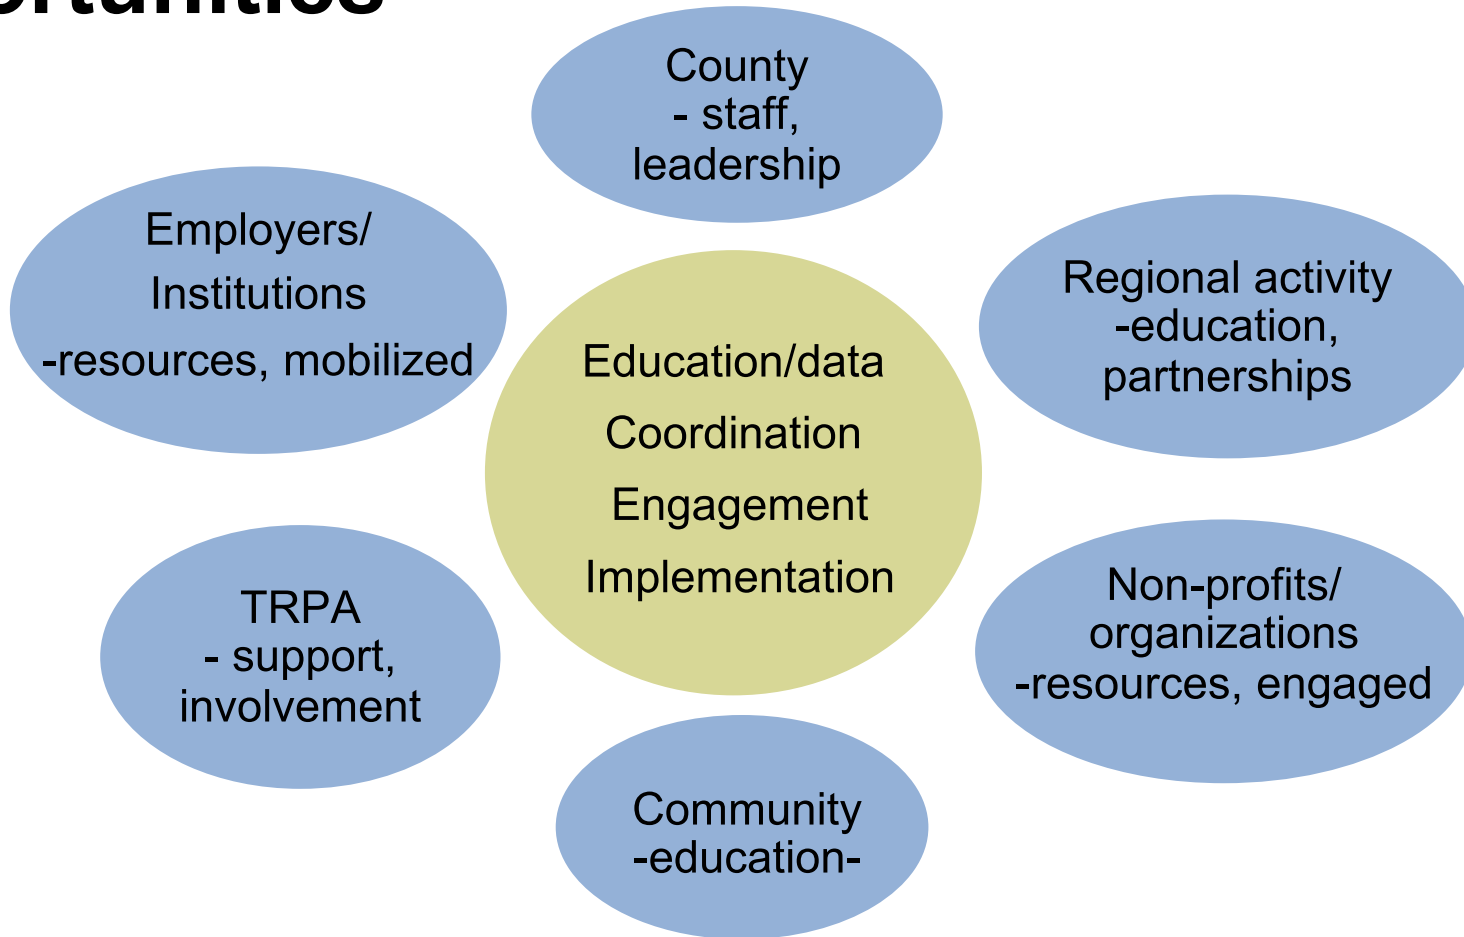 ortunities
County
- staff,
leadership
Employers/
Institutions
-resources, mobilized
Regional activity
-education,
partnerships
Education/data
Coordination
Engagement
Implementation
TRPA
- support,
involvement
Non-profits/
organizations
-resources, engaged
Community
-education-